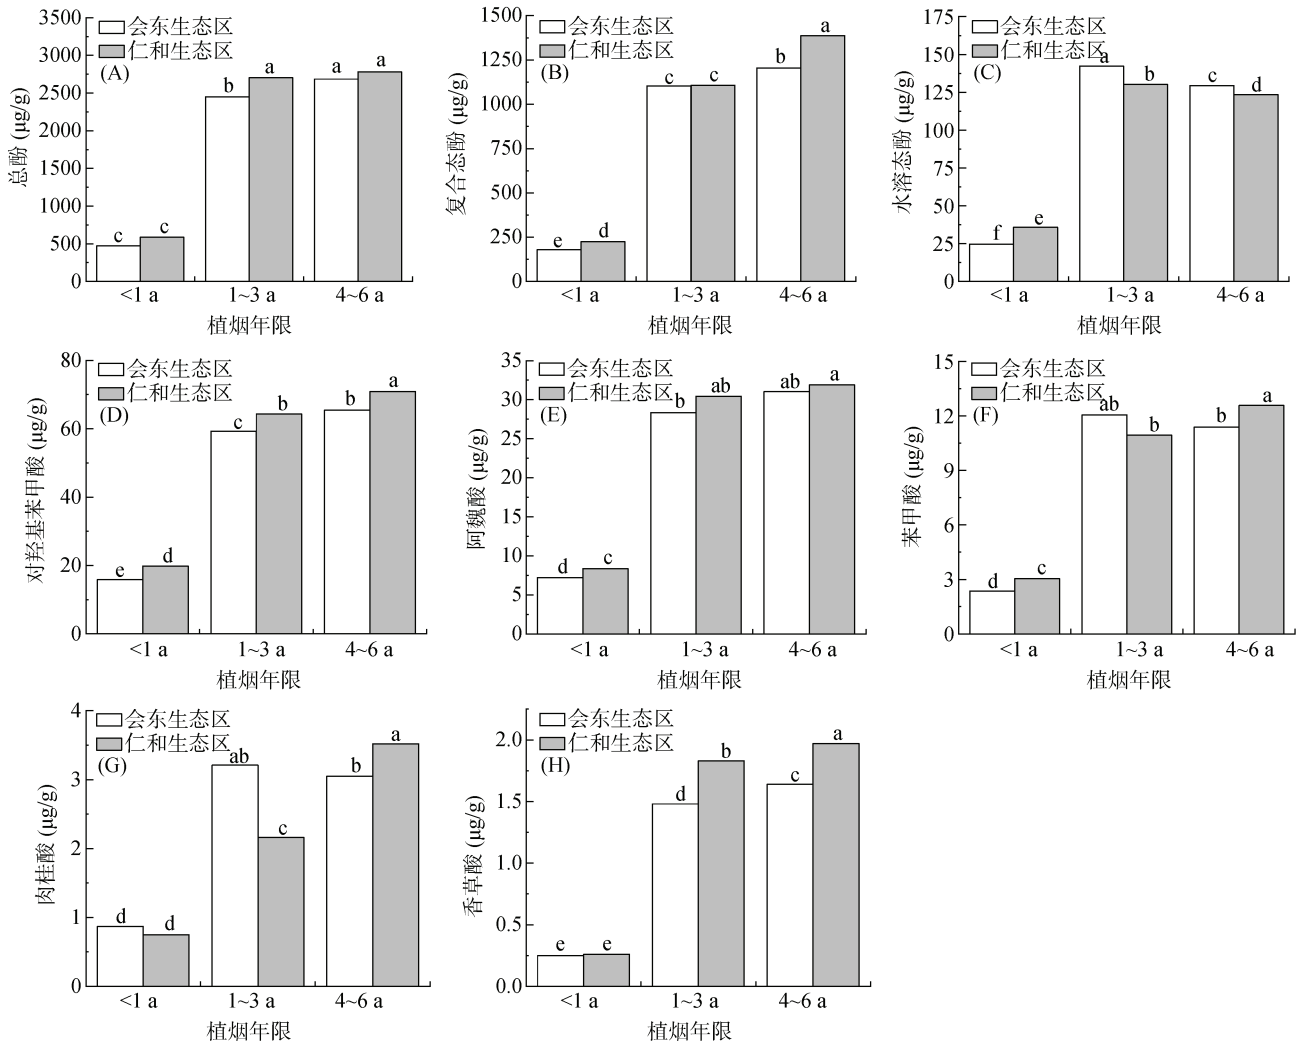 会东生态区
仁和生态区
(A)
总酚 (μg/g)
3500
3000
2500
2000
1500
1000
500
0
c
c
b
a
a
a
<1 a
1~3 a
4~6 a
植烟年限
会东生态区
仁和生态区
(B)
复合态酚 (μg/g)
1500
1250
1000
750
500
250
0
e
d
c
c
b
a
<1 a
1~3 a
4~6 a
植烟年限
会东生态区
仁和生态区
(C)
水溶态酚 (μg/g)
175
150
125
100
75
50
25
0
f
e
a
b
c
d
<1 a
1~3 a
4~6 a
植烟年限
会东生态区
仁和生态区
(D)
对羟基苯甲酸 (μg/g)
80
60
40
20
0
e
d
c
b
b
a
<1 a
1~3 a
4~6 a
植烟年限
会东生态区
仁和生态区
(E)
阿魏酸 (μg/g)
35
30
25
20
15
10
5
0
d
c
b
ab
ab
a
<1 a
1~3 a
4~6 a
植烟年限
会东生态区
仁和生态区
(F)
苯甲酸 (μg/g)
15
12
9
6
3
0
d
c
ab
b
b
a
<1 a
1~3 a
4~6 a
植烟年限
会东生态区
仁和生态区
(G)
肉桂酸 (μg/g)
4
3
2
1
0
d
d
ab
c
b
a
<1 a
1~3 a
4~6 a
植烟年限
会东生态区
仁和生态区
(H)
香草酸 (μg/g)
2.0
1.5
1.0
0.5
0.0
e
e
d
b
c
a
<1 a
1~3 a
4~6 a
植烟年限